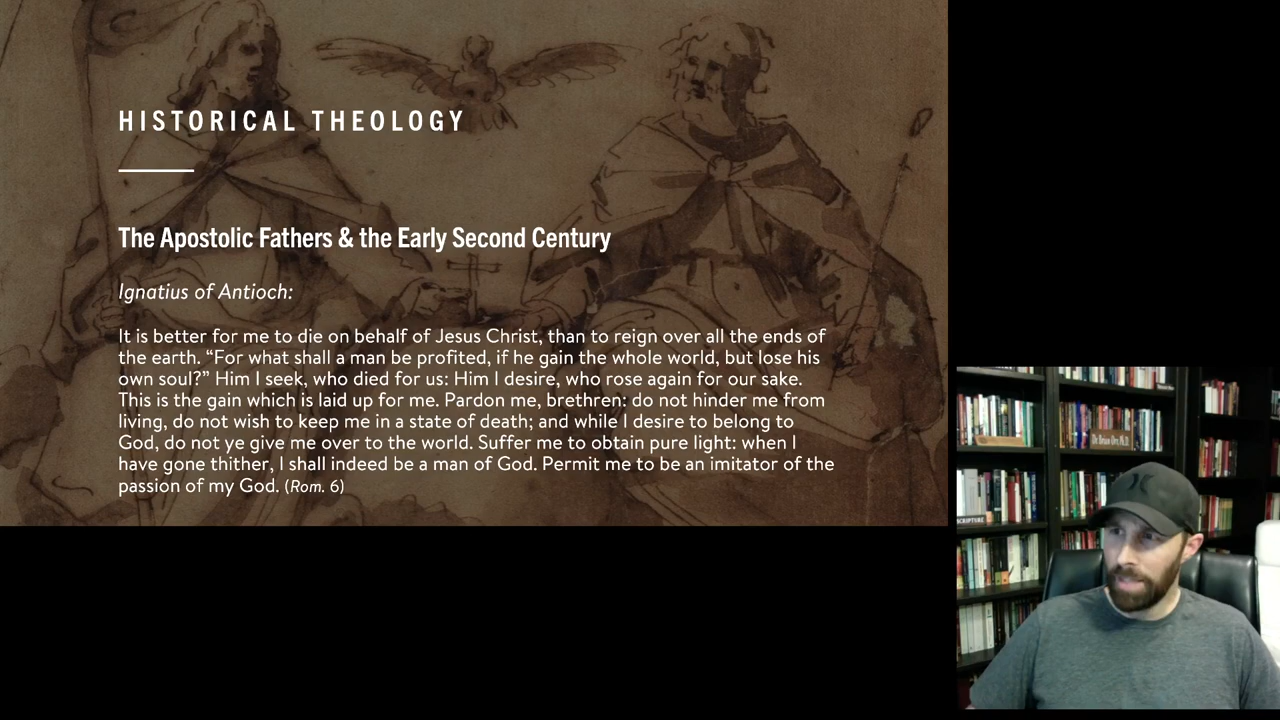 HISTORICAL THEOLOGY
The Apostolic Fathers & the Early Second Century
Ignatius of Antioch:
It is better for me to die on behalf of Jesus Christ, than to reign over all the ends of
the earth. “For what shall a man be profited, if he gain the whole world, but lose his
own soul?” Him I seek, who died for us: Him I desire, who rose again for our sake.
This is the gain which is laid up for me. Pardon me, brethren: do not hinder me from
living, do not wish to keep me in a state of death; and while I desire to belong to
God, do not ye give me over to the world. Suffer me to obtain pure light: when I
have gone thither, I shall indeed be a man of God. Permit me to be an imitator of the
passion of my God. (Rom. 6)
Dr. Brian Orr, Ph.D.
SCRIPTURE